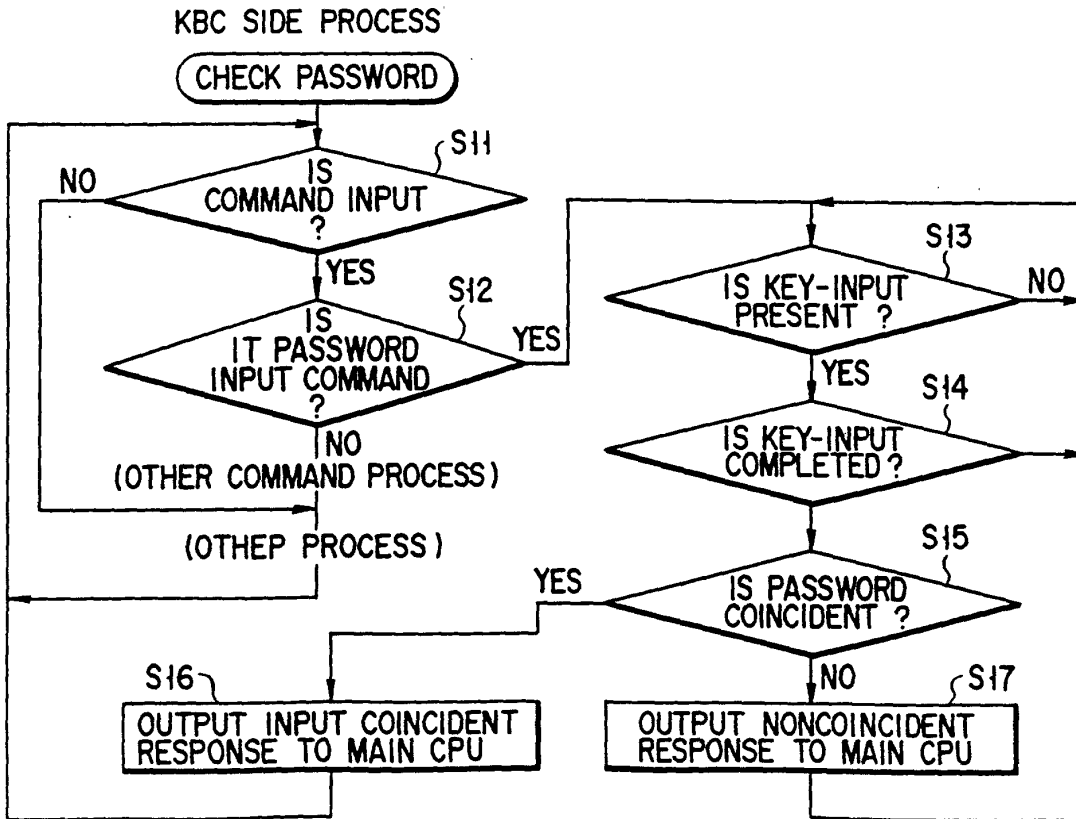 KBC SIDE PROCESS
CHECK PASSWORD
S11
IS
COMMAND INPUT
?
NO
YES
S12
IS
IT PASSWORD
INPUT COMMAND
?
YES
NO
(OTHER COMMAND PROCESS)
(OTHEP PROCESS)
S13
IS KEY-INPUT
PRESENT ?
NO
YES
S14
IS KEY-INPUT
COMPLETED ?
S15
IS PASSWORD
COINCIDENT ?
YES
NO
S16
OUTPUT INPUT COINCIDENT
RESPONSE TO MAIN CPU
S17
OUTPUT NONCOINCIDENT
RESPONSE TO MAIN CPU